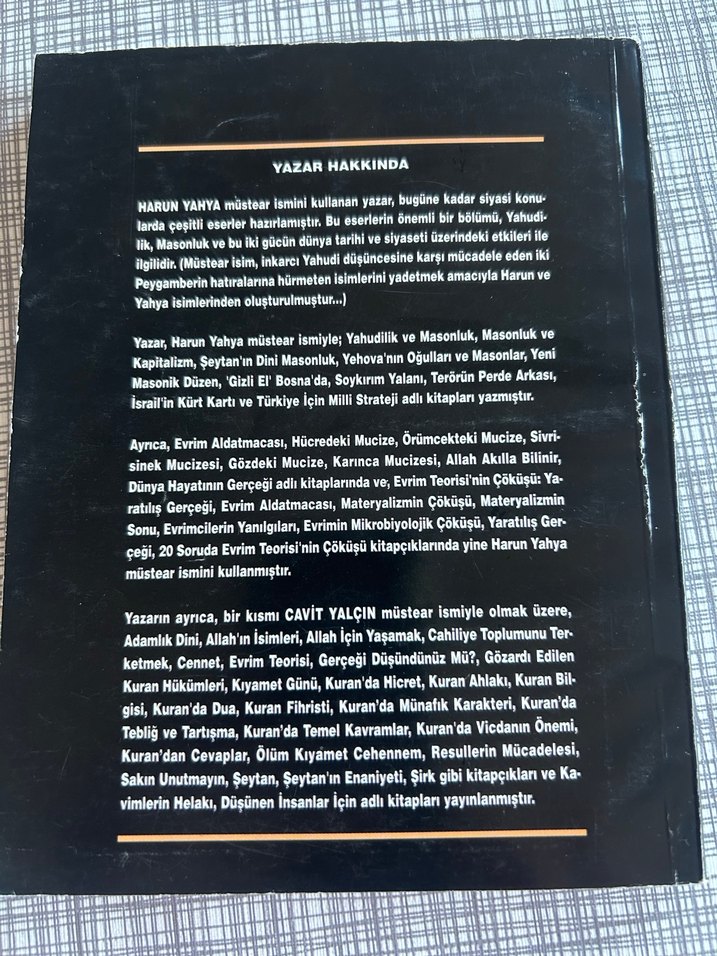 YAZAR HAKKINDA
HARUN YAHYA müstear ismini kullanan yazar, bugüne kadar siyasi konu-
larda çeşitli eserler hazırlamıştır. Bu eserlerin önemli bir bölümü, Yahudi-
lik, Masonluk ve bu iki gücün dünya tarihi ve siyaseti üzerindeki etkileri ile
ilgilidir. (Müstear isim, inkarcı Yahudi düşüncesine karşı mücadele eden iki
Peygamberin hatıralarına hürmeten isimlerini yadetmek amacıyla Harun ve
Yahya isimlerinden oluşturulmuştur...)
Yazar, Harun Yahya müstear ismiyle; Yahudilik ve Masonluk, Masonluk ve
Kapitalizm, Şeytan'ın Dini Masonluk, Yehova'nın Oğulları ve Masonlar, Yeni
Masonik Düzen, 'Gizli El' Bosna'da, Soykırım Yalanı, Terörün Perde Arkası,
İsrail'in Kürt Kartı ve Türkiye İçin Milli Strateji adlı kitapları yazmıştır.
Ayrıca, Evrim Aldatmacası, Hücredeki Mucize, Örümcekteki Mucize, Sivri-
sinek Mucizesi, Gözdeki Mucize, Karınca Mucizesi, Allah Akılla Bilinir,
Dünya Hayatının Gerçeği adlı kitaplarında ve, Evrim Teorisi'nin Çöküşü: Ya-
ratılış Gerçeği, Evrim Aldatmacası, Materyalizmin Çöküşü, Materyalizmin
Sonu, Evrimcilerin Yanılgıları, Evrimin Mikrobiyolojik Çöküşü, Yaratılış Ger-
çeği, 20 Soruda Evrim Teorisi'nin Çöküşü kitapçıklarında yine Harun Yahya
müstear ismini kullanmıştır.
Yazarın ayrıca, bir kısmı CAVİT YALÇIN müstear ismiyle olmak üzere,
Adamlık Dini, Allah'ın İsimleri, Allah İçin Yaşamak, Cahiliye Toplumunu Ter-
ketmek, Cennet, Evrim Teorisi, Gerçeği Düşündünüz Mü?, Gözardı Edilen
Kuran Hükümleri, Kıyamet Günü, Kuran'da Hicret, Kuran Ahlakı, Kuran Bil-
gisi, Kuran'da Dua, Kuran Fihristi, Kuran'da Münafık Karakteri, Kuran'da
Tebliğ ve Tartışma, Kuran'da Temel Kavramlar, Kuran'da Vicdanın Önemi,
Kuran'dan Cevaplar, Ölüm Kıyamet Cehennem, Resullerin Mücadelesi,
Sakın Unutmayın, Şeytan, Şeytan'ın Enaniyeti, Şirk gibi kitapçıkları ve Ka-
vimlerin Helakı, Düşünen İnsanlar İçin adlı kitapları yayınlanmıştır.